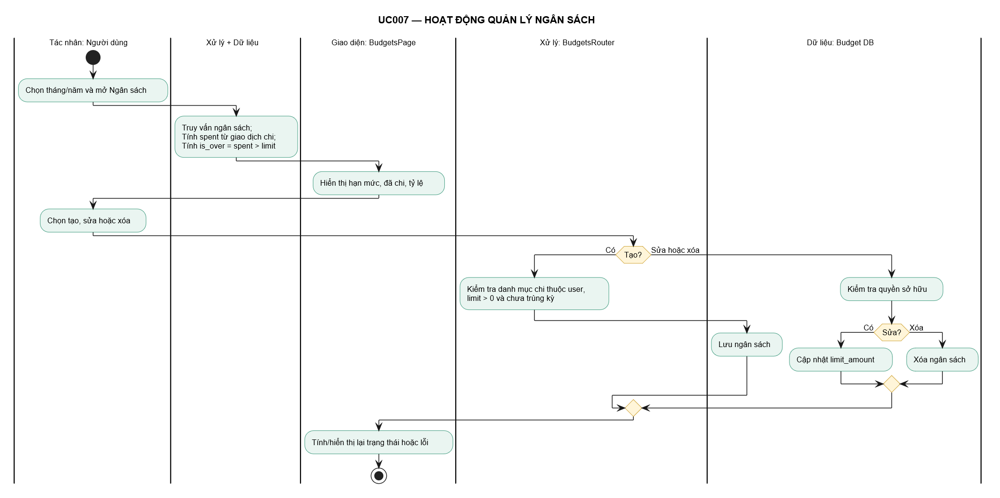 UC007 — HOẠT ĐỘNG QUẢN LÝ NGÂN SÁCH
Tác nhân: Người dùng
Xử lý + Dữ liệu
Giao diện: BudgetsPage
Xử lý: BudgetsRouter
Dữ liệu: Budget DB
Chọn tháng/năm và mở Ngân sách
Truy vấn ngân sách;
Tính spent từ giao dịch chi;
Tính is_over = spent > limit
Hiển thị hạn mức, đã chi, tỷ lệ
Chọn tạo, sửa hoặc xóa
Có
Tạo?
Sửa hoặc xóa
Kiểm tra danh mục chi thuộc user,
limit > 0 và chưa trùng kỳ
Kiểm tra quyền sở hữu
Có
Sửa?
Xóa
Lưu ngân sách
Cập nhật limit_amount
Xóa ngân sách
Tính/hiển thị lại trạng thái hoặc lỗi